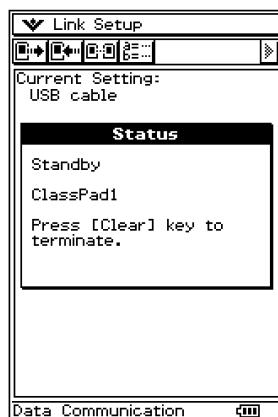 Link Setup
Current Setting:
USB cable
Status
Standby
ClassPad1
Press [Clear] key to
terminate.
Data Communication